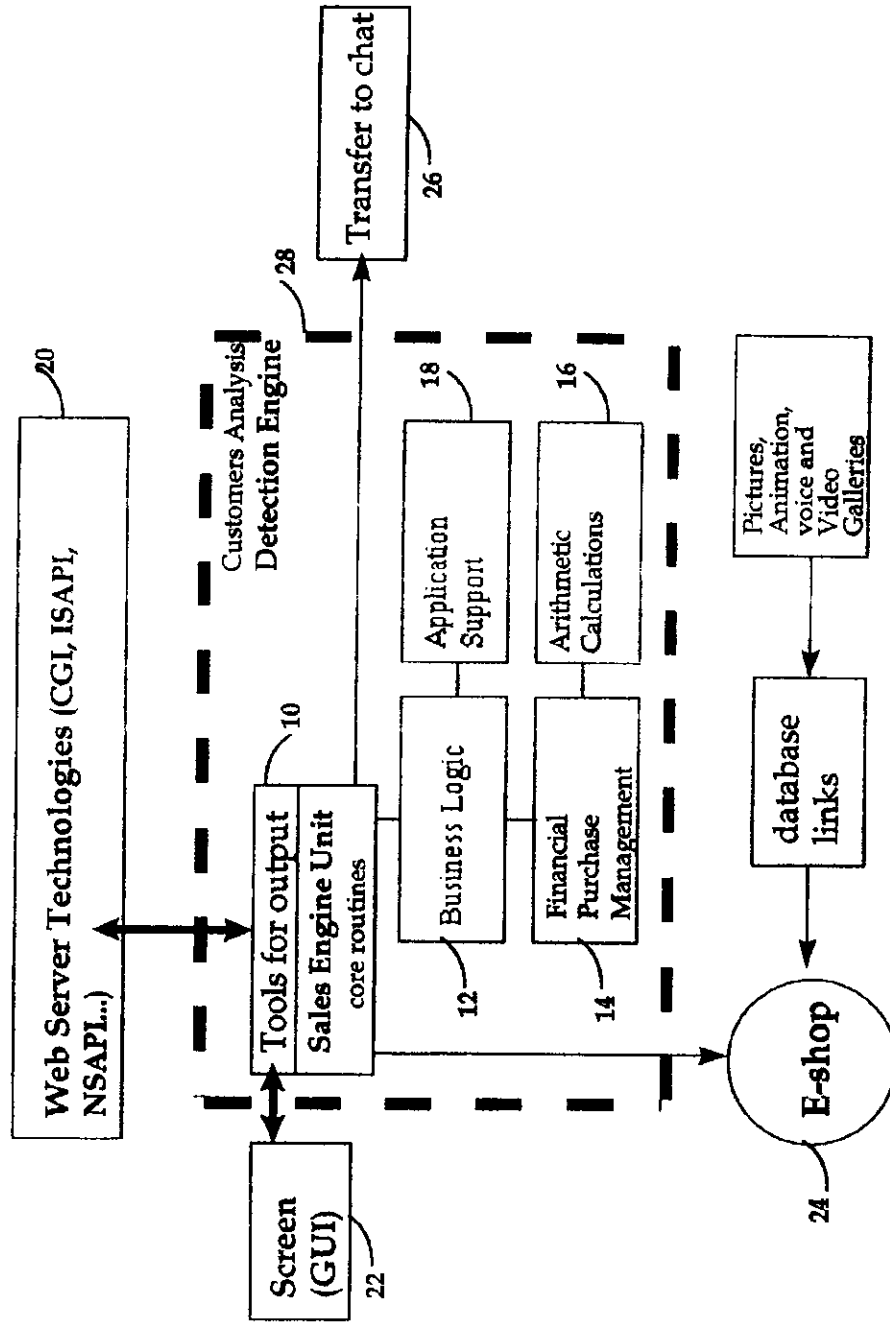 Web Server Technologies (CGI, ISAPI,
NSAPI...)
20
Customers Analysis
Detection Engine
28
Screen
(GUI)
22
Tools for output
Sales Engine Unit
core routines
10
Transfer to chat
26
Business Logic
12
Application
Support
18
Financial
Purchase
Management
14
Arithmetic
Calculations
16
E-shop
24
database
links
Pictures,
Animation,
voice and
Video
Galleries